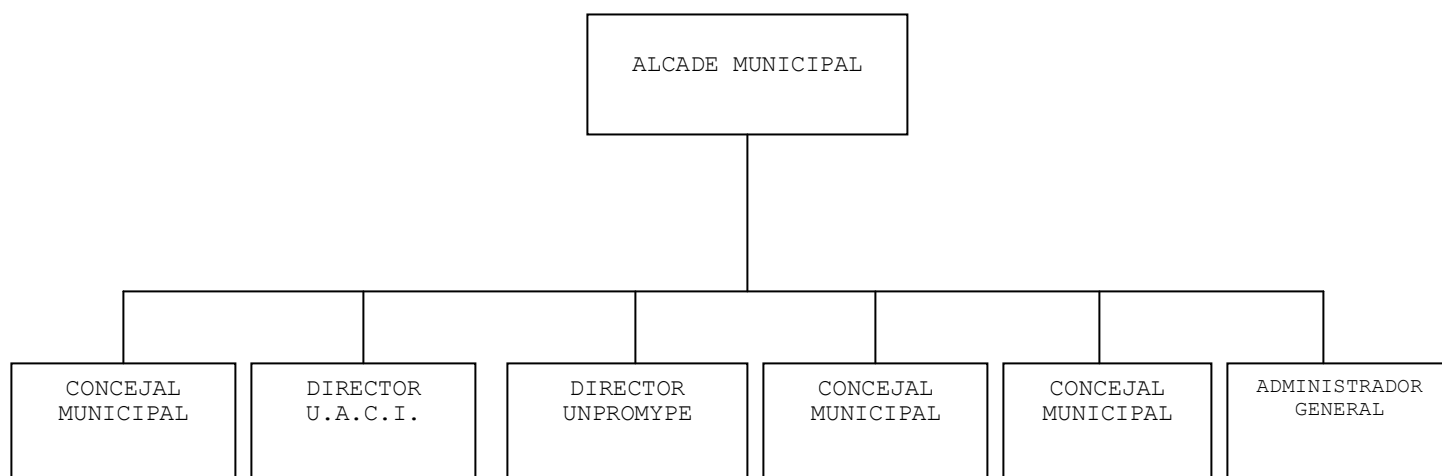 ALCADE MUNICIPAL
CONCEJAL
MUNICIPAL
DIRECTOR
U.A.C.I.
DIRECTOR
UNPROMYPE
CONCEJAL
MUNICIPAL
CONCEJAL
MUNICIPAL
ADMINISTRADOR
GENERAL